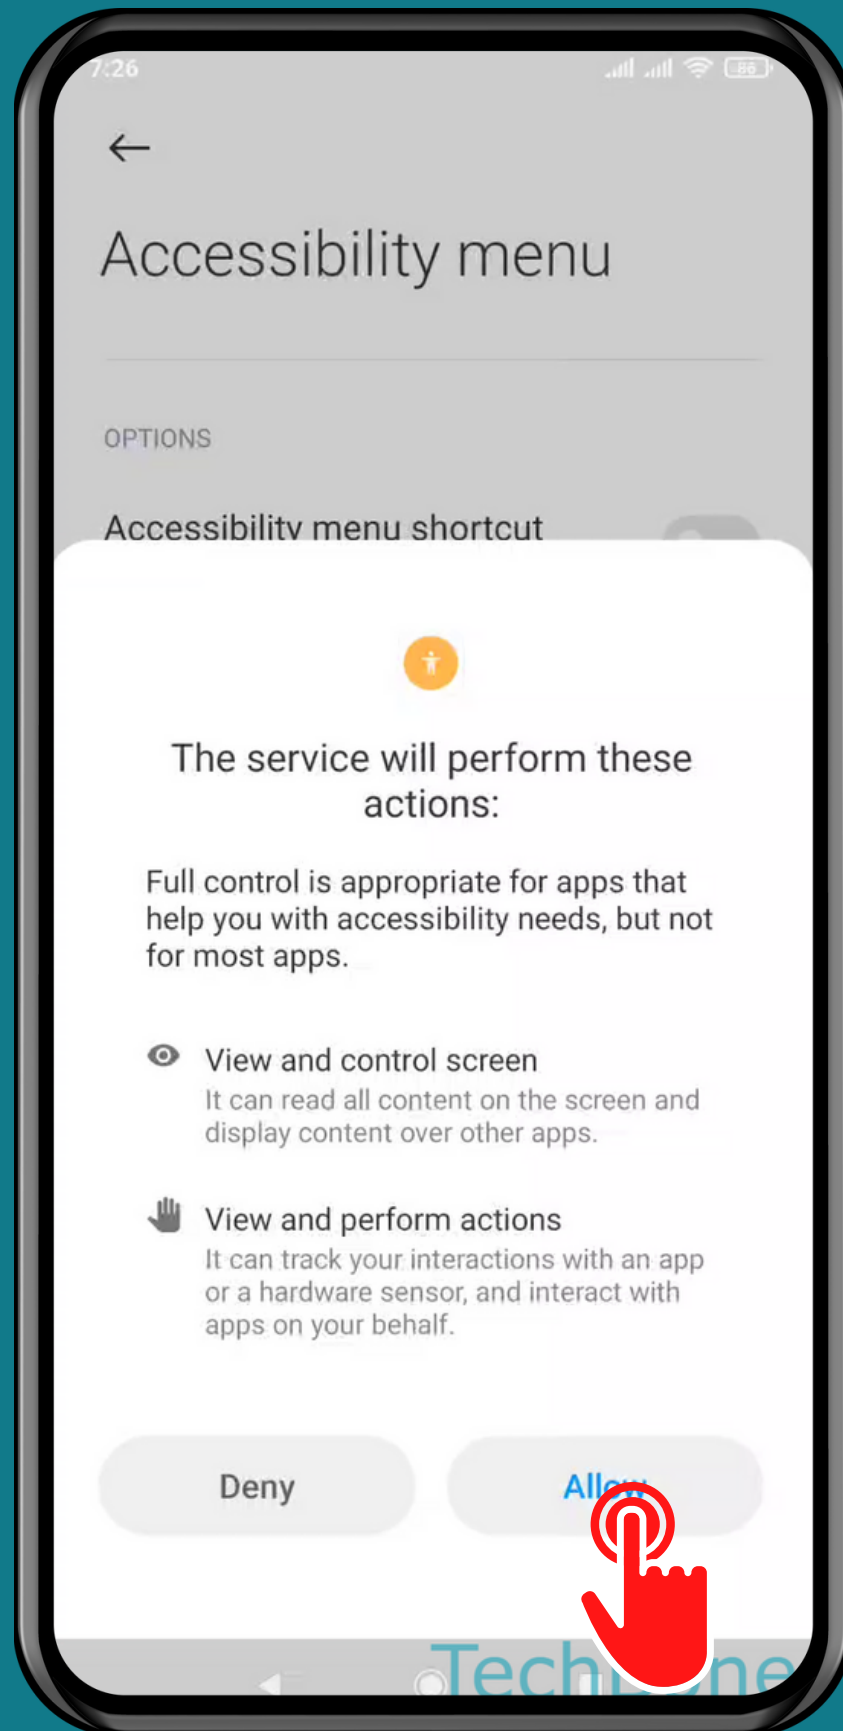 7:26
86
Accessibility menu
OPTIONS
Accessibility menu shortcut
The service will perform these
actions:
Full control is appropriate for apps that
help you with accessibility needs, but not
for most apps.
View and control screen
It can read all content on the screen and
display content over other apps.
View and perform actions
It can track your interactions with an app
or a hardware sensor, and interact with
apps on your behalf.
Deny
Allow